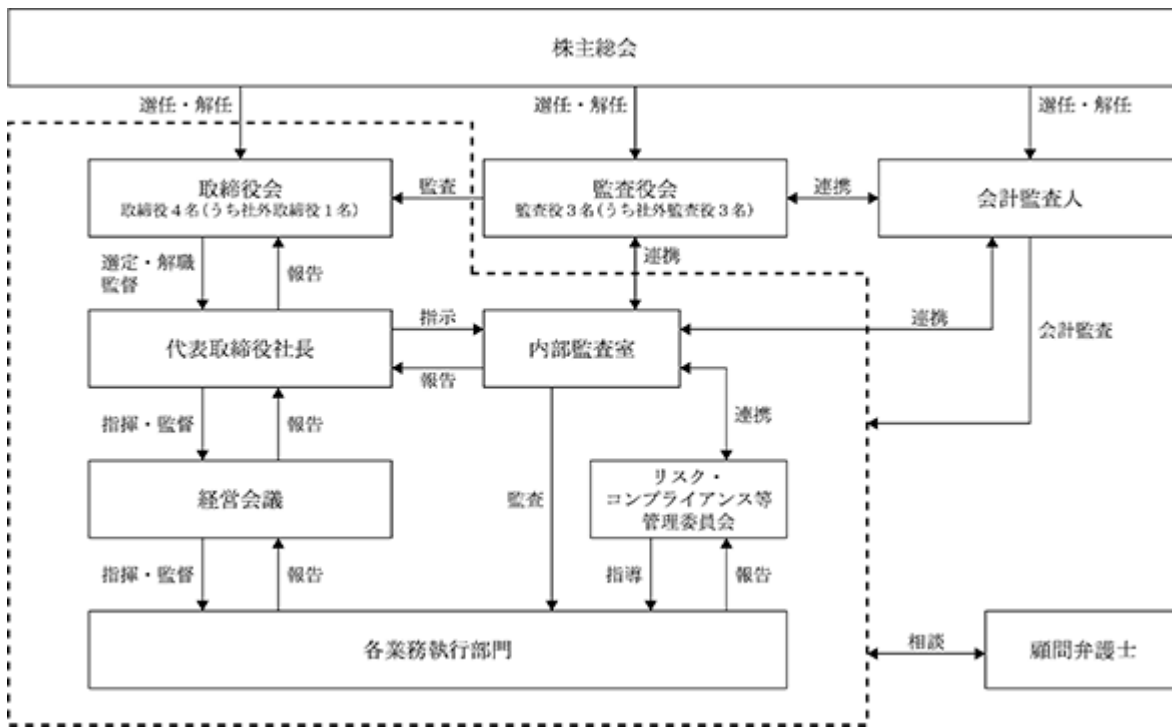 株主総会
選任・解任
選任・解任
選任・解任
取締役会
取締役4名(うち社外取締役1名)
監査
監査役会
監査役3名(うち社外監査役3名)
連携
会計監査人
選定・解職
監督
報告
連携
代表取締役社長
指示
報告
内部監査室
連携
会計監査
指揮・監督
報告
連携
経営会議
監査
リスク・
コンプライアンス等
管理委員会
指揮・監督
報告
指導
報告
各業務執行部門
相談
顧問弁護士